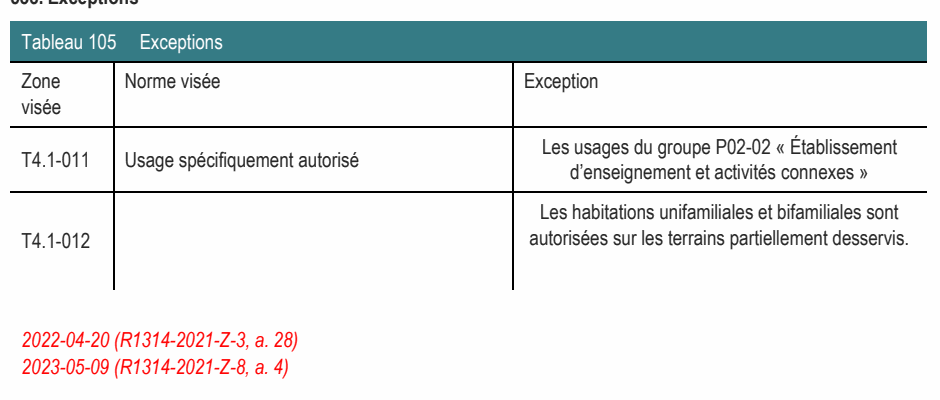 Tableau 105 Exceptions
Zone visée
Norme visée
Exception
T4.1-011
Usage spécifiquement autorisé
Les usages du groupe P02-02 « Établissement
d'enseignement et activités connexes »
T4.1-012
Les habitations unifamiliales et bifamiliales sont
autorisées sur les terrains partiellement desservis.
2022-04-20 (R1314-2021-Z-3, a. 28)
2023-05-09 (R1314-2021-Z-8, a. 4)